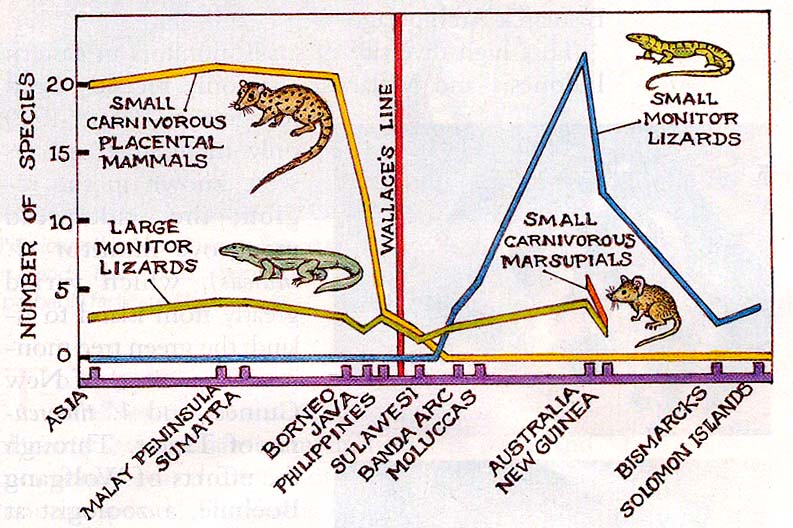 NUMBER OF SPECIES
20
15
10
5
0
SMALL
CARNIVOROUS
PLACENTAL
MAMMALS
LARGE
MONITOR
LIZARDS
WALLACE'S LINE
SMALL
MONITOR
LIZARDS
SMALL
CARNIVOROUS
MARSUPIALS
ASIA
MALAY PENINSULA
SUMATRA
BORNEO
JAVA
PHILIPPINES
SULAWESI
BANDA ARC
MOLUCCAS
AUSTRALIA
NEW GUINEA
BISMARCKS
SOLOMON ISLANDS